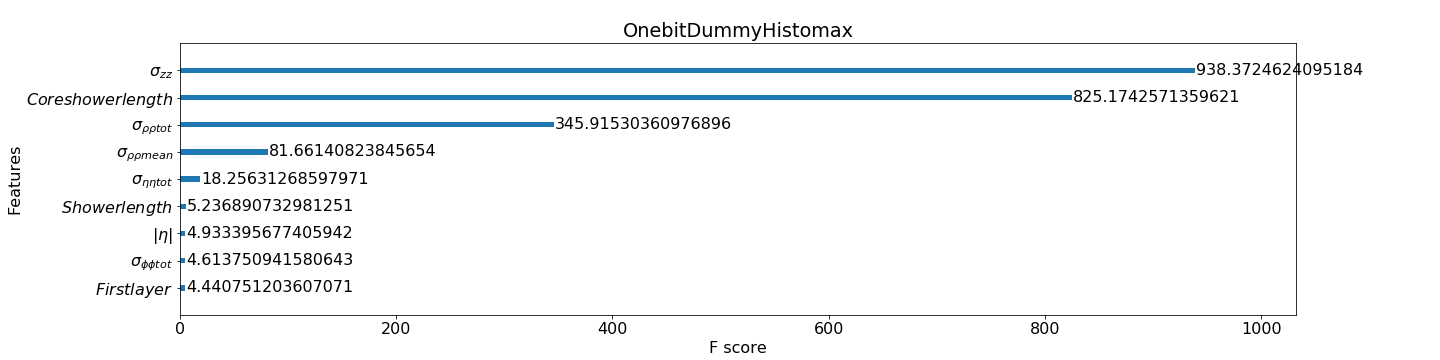 OnebitDummyHistomax
σzz 938.3724624095184
Coreshowerlength 825.1742571359621
σρρtot 345.91530360976896
σρρmean 81.66140823845654
σηηtot 18.25631268597971
Showerlength 5.236890732981251
|η| 4.933395677405942
σϕϕtot 4.613750941580643
Firstlayer 4.440751203607071
Features
0 200 400 600 800 1000
F score